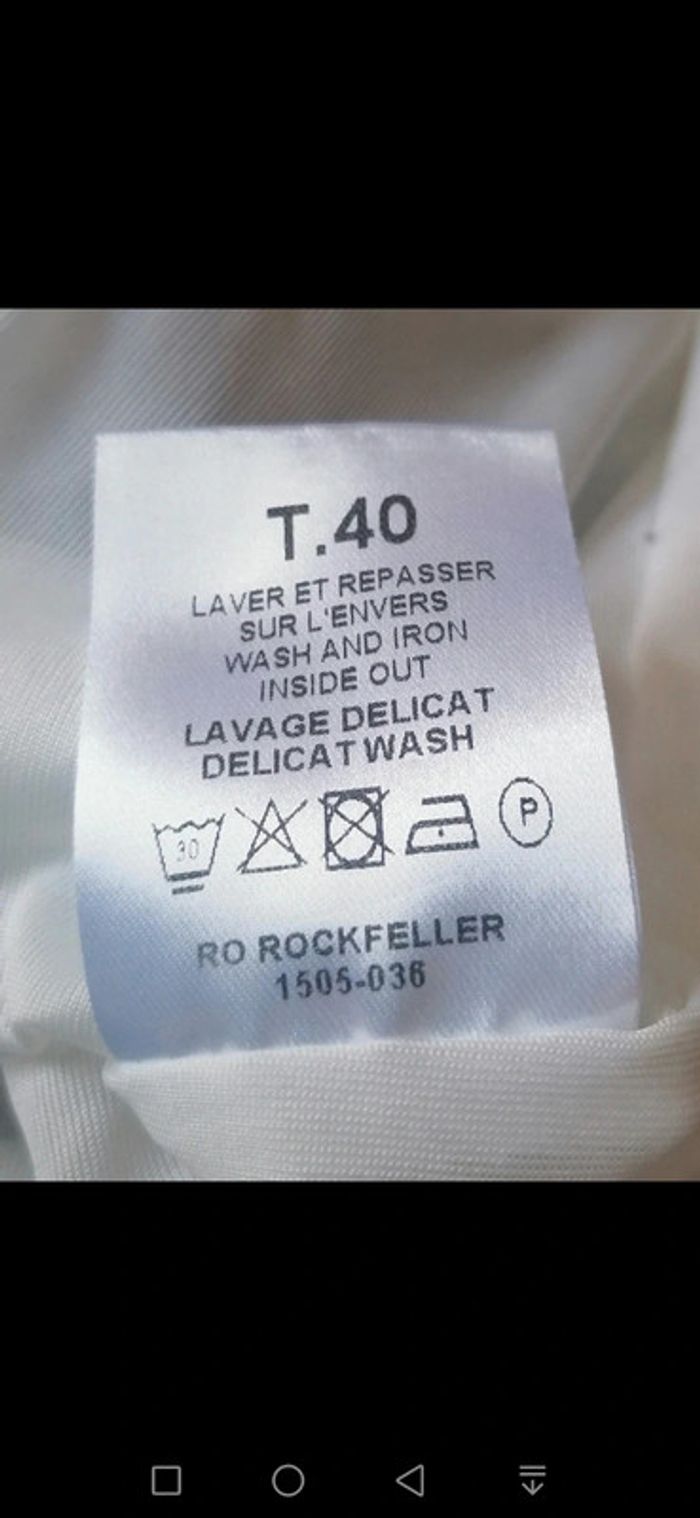 T.40
LAVER ET REPASSER
SUR L'ENVERS
WASH AND IRON
INSIDE OUT
LAVAGE DELICAT
DELICAT WASH
30
P
RO ROCKFELLER
1505-036